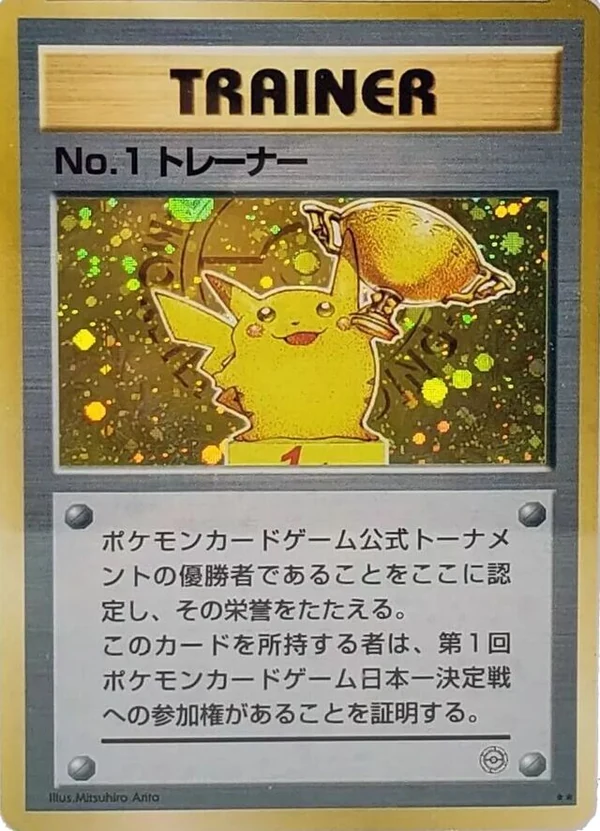 TRAINER
No.1 トレーナー
1
ポケモンカードゲーム公式トーナメ
ントの優勝者であることをここに認
定し、その栄誉をたたえる。
このカードを所持する者は、第1回
ポケモンカードゲーム日本一決定戦
への参加権があることを証明する。
Illus.Mitsuhiro Arita
★★